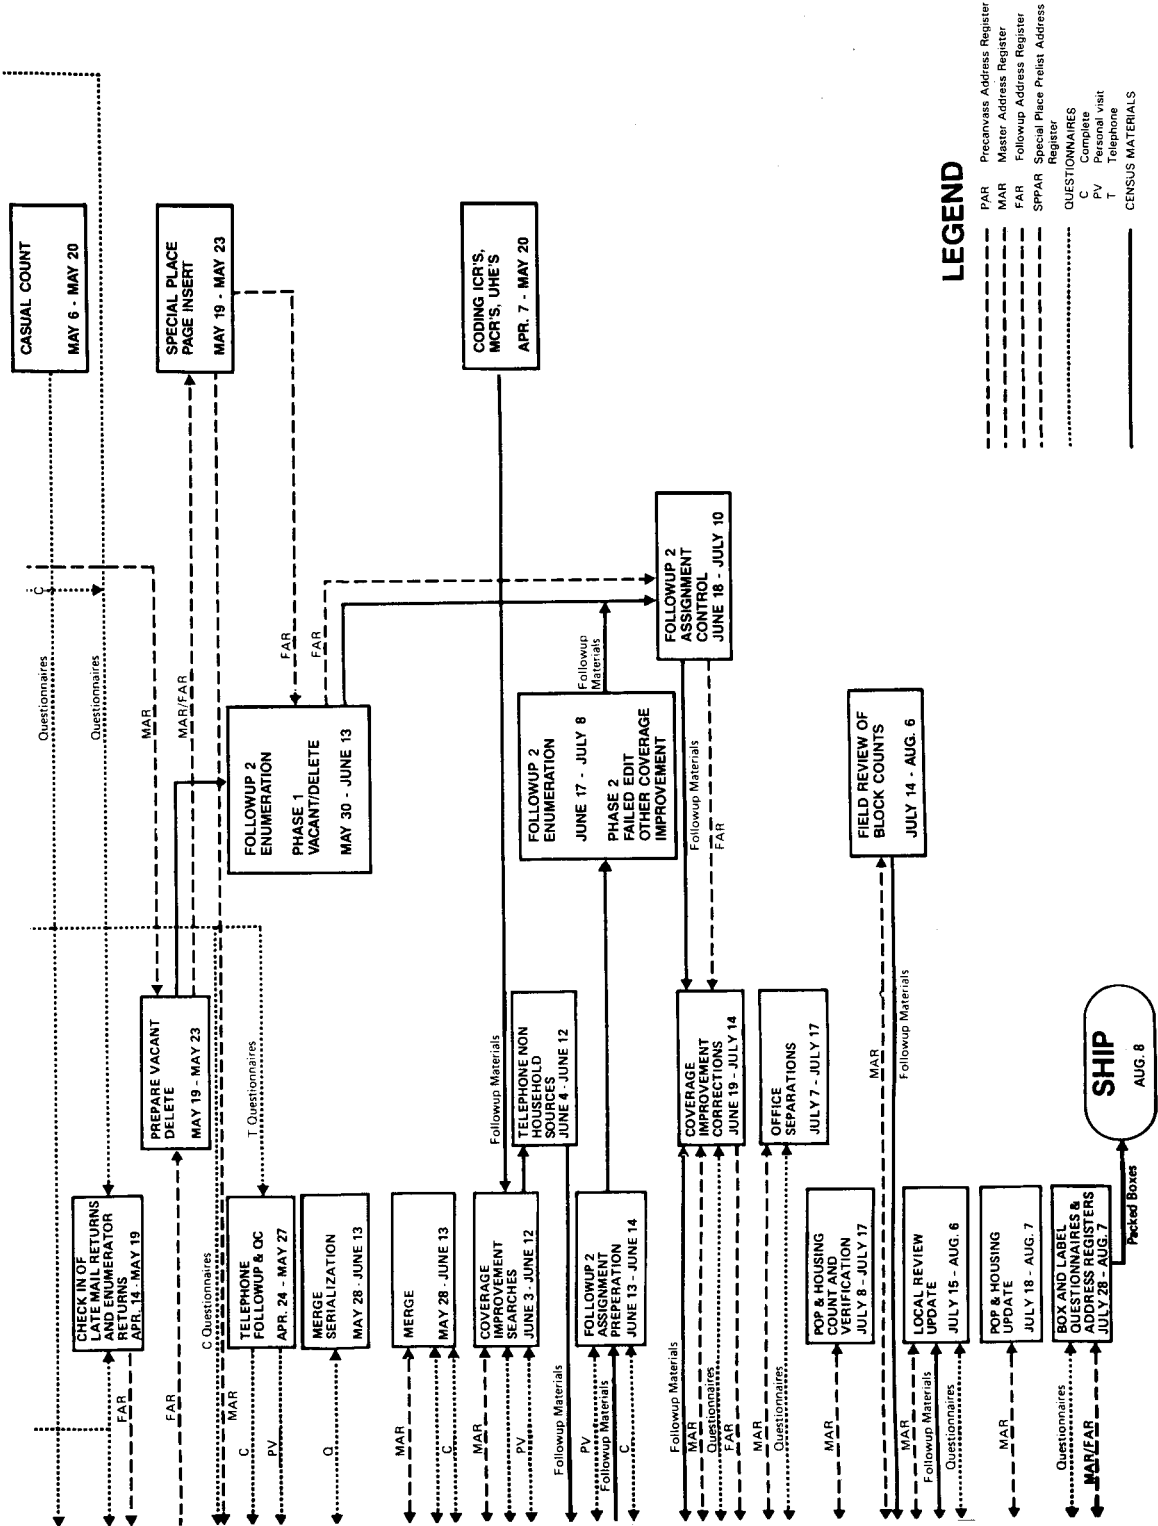 CASUAL COUNT
MAY 6 - MAY 20
SPECIAL PLACE
PAGE INSERT
MAY 19 - MAY 23
CODING ICR'S,
MCR'S, UHE'S
APR. 7 - MAY 20
LEGEND
PAR Precanvass Address Register
MAR Master Address Register
FAR Followup Address Register
SPPAR Special Place Prelist Address
Register
QUESTIONNAIRES
C Complete
PV Personal visit
T Telephone
CENSUS MATERIALS
C
Questionnaires
Questionnaires
MAR
MAR/FAR
FAR
FAR
FOLLOWUP 2
ENUMERATION
PHASE 1
VACANT/DELETE
MAY 30 - JUNE 13
FOLLOWUP 2
ENUMERATION
JUNE 17 - JULY 8
PHASE 2
FAILED EDIT
OTHER COVERAGE
IMPROVEMENT
Followup
Materials
FOLLOWUP 2
ASSIGNMENT
CONTROL
JUNE 18 - JULY 10
Followup Materials
FAR
FIELD REVIEW OF
BLOCK COUNTS
JULY 14 - AUG. 6
PREPARE VACANT
DELETE
MAY 19 - MAY 23
T Questionnaires
Followup Materials
TELEPHONE NON
HOUSEHOLD
SOURCES
JUNE 4 - JUNE 12
COVERAGE
IMPROVEMENT
CORRECTIONS
JUNE 19 - JULY 14
OFFICE
SEPARATIONS
JULY 7 - JULY 17
MAR
Followup Materials
SHIP
AUG. 8
CHECK IN OF
LATE MAIL RETURNS
AND ENUMERATOR
RETURNS
APR. 14 - MAY 19
C Questionnaires
TELEPHONE
FOLLOWUP & QC
APR. 24 - MAY 27
MERGE
SERIALIZATION
MAY 28 - JUNE 13
MERGE
MAY 28 - JUNE 13
COVERAGE
IMPROVEMENT
SEARCHES
JUNE 3 - JUNE 12
FOLLOWUP 2
ASSIGNMENT
PREPERATION
JUNE 13 - JUNE 14
POP & HOUSING
COUNT AND
VERIFICATION
JULY 8 - JULY 17
LOCAL REVIEW
UPDATE
JULY 15 - AUG. 6
POP & HOUSING
UPDATE
JULY 18 - AUG. 7
BOX AND LABEL
QUESTIONNAIRES &
ADDRESS REGISTERS
JULY 28 - AUG. 7
Packed Boxes
FAR
FAR
MAR
C
PV
Q
MAR
C
MAR
PV
Followup Materials
PV
Followup Materials
C
Followup Materials
MAR
Questionnaires
FAR
MAR
Questionnaires
MAR
MAR
Followup Materials
Questionnaires
MAR
Questionnaires
MAR/FAR